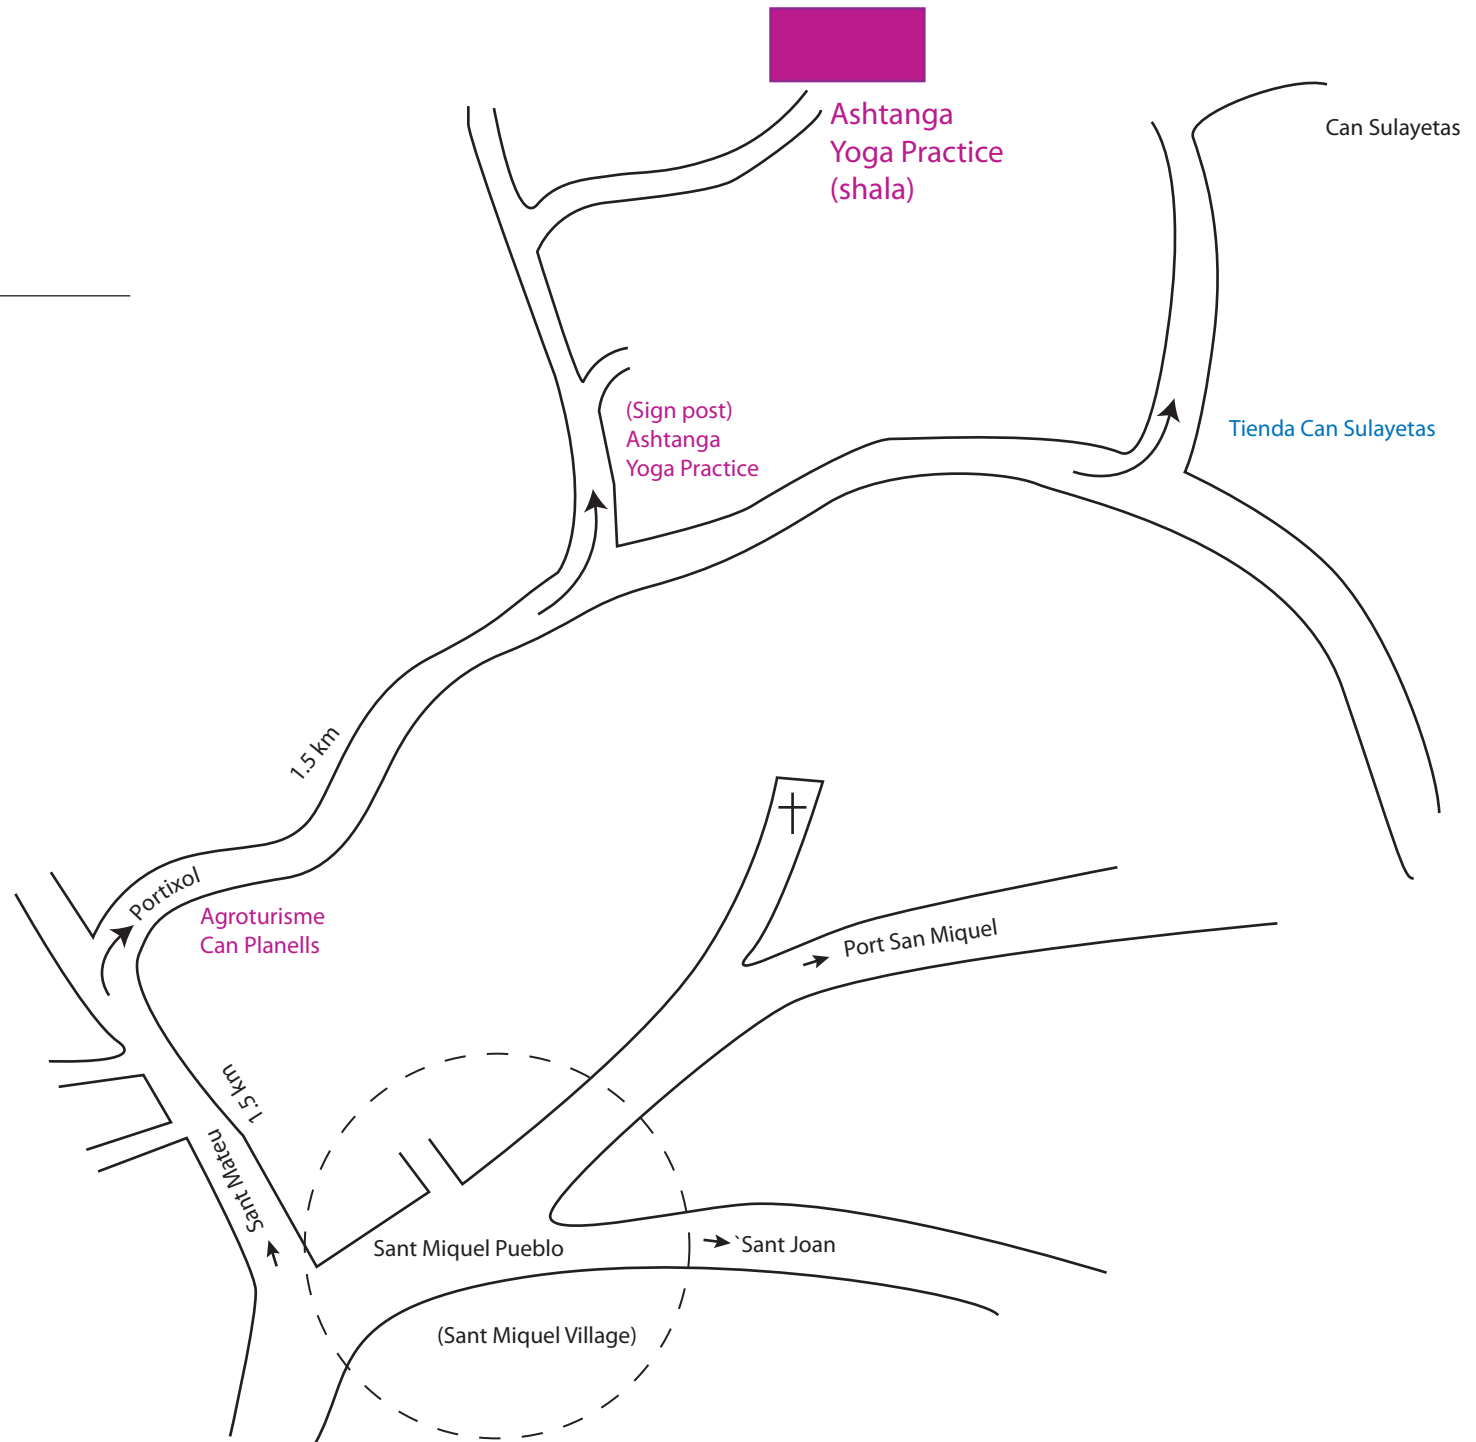 Ashtanga
Yoga Practice
(shala)
Can Sulayetas
(Sign post)
Ashtanga
Yoga Practice
Tienda Can Sulayetas
1.5 km
Portixol
Agroturisme
Can Planells
Port San Miquel
1.5 km
Sant Mateu
Sant Miquel Pueblo
`Sant Joan
(Sant Miquel Village)